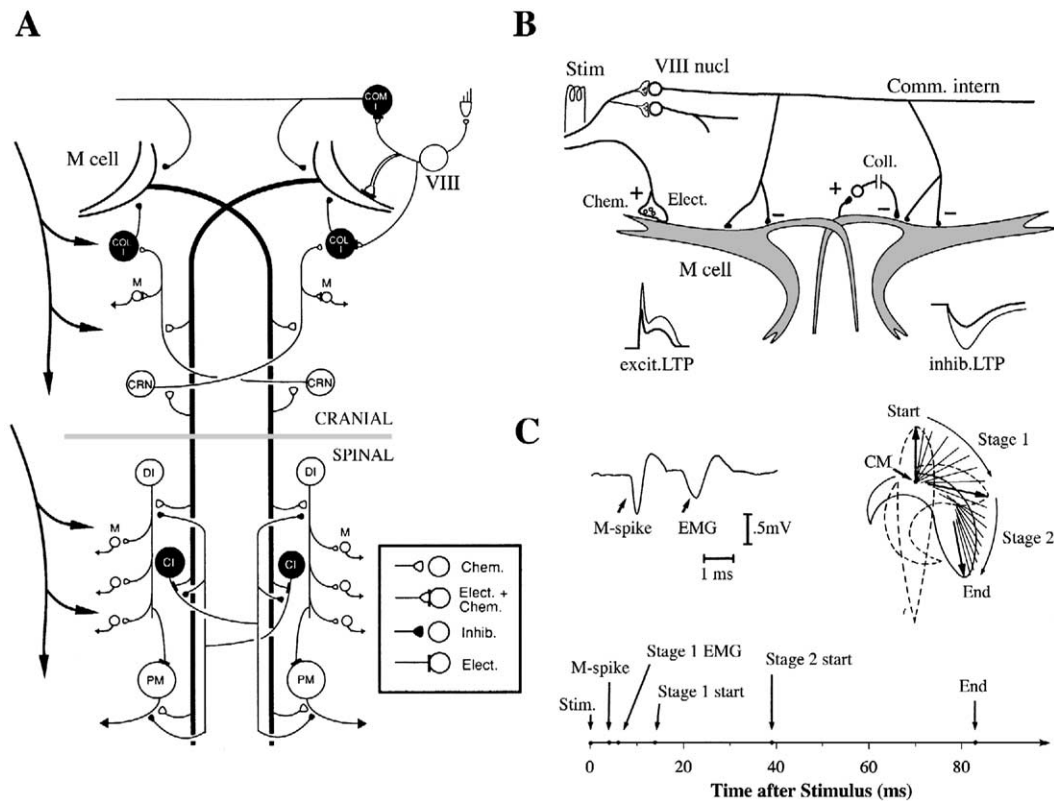 A
COM I
M cell
VIII
COL I
COL I
M
M
CRN
CRN
CRANIAL
SPINAL
DI
DI
M
M
CI
CI
PM
PM
Chem.
Elect. +
Chem.
Inhib.
Elect.
B
Stim
VIII nucl
Comm. intern
Coll.
+
+
Chem.
Elect.
−
−
−
M cell
excit.LTP
inhib.LTP
C
M-spike
EMG
.5mV
1 ms
Start
Stage 1
CM
Stage 2
End
Stim.
M-spike
Stage 1 EMG
Stage 1 start
Stage 2 start
End
0 20 40 60 80
Time after Stimulus (ms)